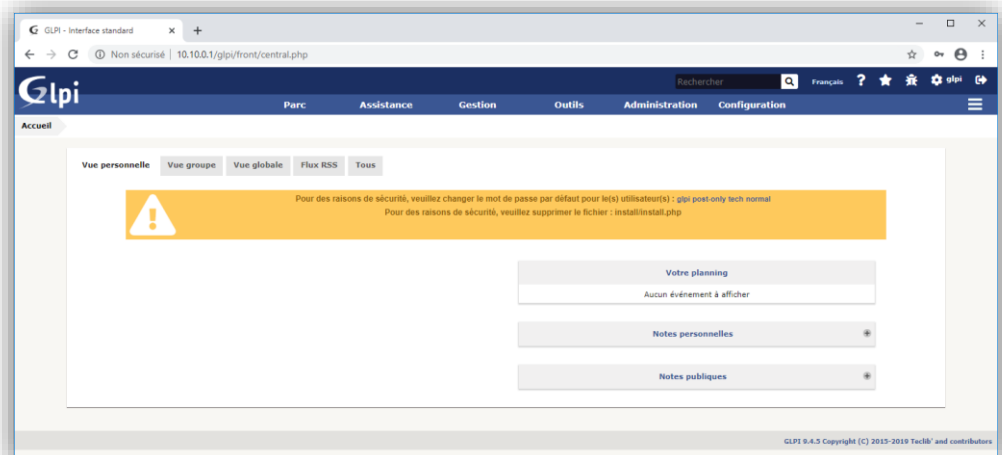 GLPI - Interface standard
Non sécurisé | 10.10.0.1/glpi/front/central.php
Glpi
Rechercher
Français ? glpi
Parc Assistance Gestion Outils Administration Configuration
Accueil
Vue personnelle Vue groupe Vue globale Flux RSS Tous
Pour des raisons de sécurité, veuillez changer le mot de passe par défaut pour le(s) utilisateur(s) : glpi post-only tech normal
Pour des raisons de sécurité, veuillez supprimer le fichier : install/install.php
Votre planning
Aucun événement à afficher
Notes personnelles
Notes publiques
GLPI 9.4.5 Copyright (C) 2015-2019 Teclib' and contributors